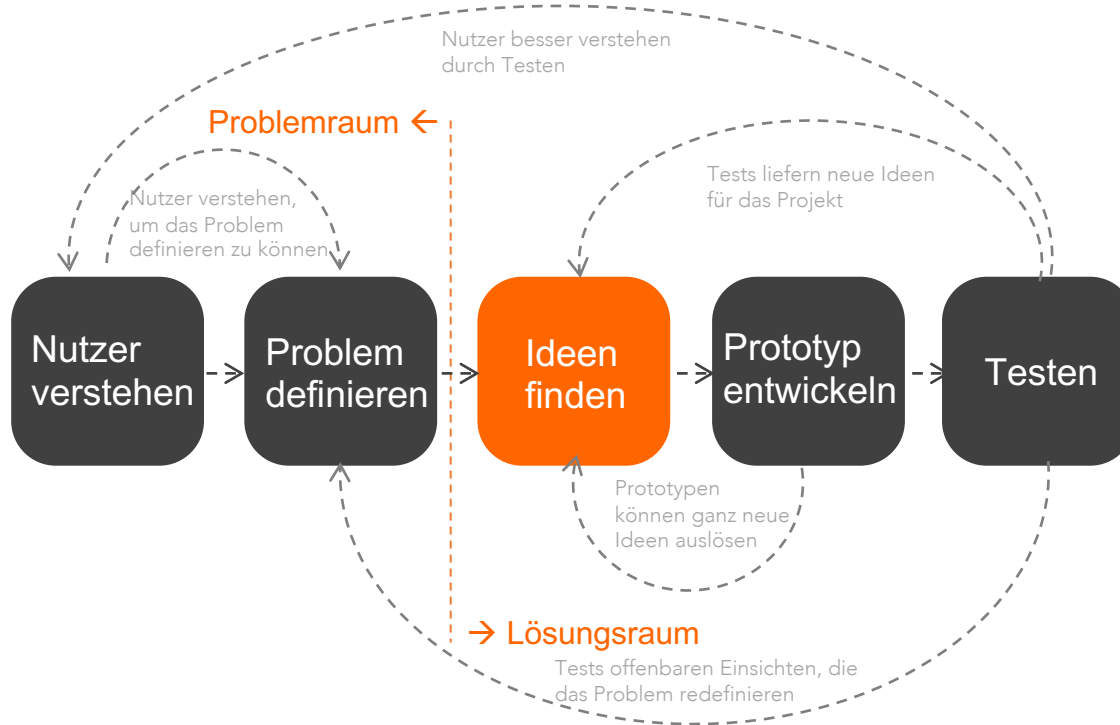 Nutzer besser verstehen
durch Testen
Problemraum ←
Nutzer verstehen,
um das Problem
definieren zu können
Tests liefern neue Ideen
für das Projekt
Nutzer
verstehen
Problem
definieren
Ideen
finden
Prototyp
entwickeln
Testen
Prototypen
können ganz neue
Ideen auslösen
→ Lösungsraum
Tests offenbaren Einsichten, die
das Problem redefinieren